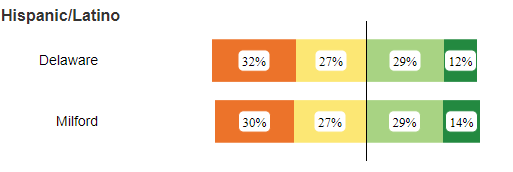 Hispanic/Latino
Delaware 32% 27% 29% 12%
Milford 30% 27% 29% 14%